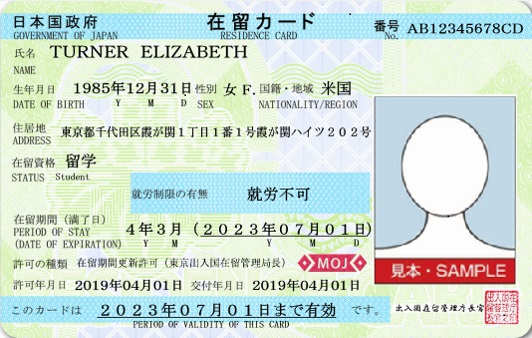 日本国政府 在留カード 番号 AB12345678CD
GOVERNMENT OF JAPAN RESIDENCE CARD No.
氏名 TURNER ELIZABETH
NAME
生年月日 1985年12月31日 性別 女 F. 国籍・地域 米国
DATE OF BIRTH Y M D SEX NATIONALITY/REGION
住居地 東京都千代田区霞が関1丁目1番1号霞が関ハイツ202号
ADDRESS
在留資格 留学
STATUS Student
就労制限の有無 就労不可
在留期間(満了日) 4年3月(2023年07月01日)
PERIOD OF STAY
(DATE OF EXPIRATION) Y M Y M D
MOJ
許可の種類 在留期間更新許可(東京出入国在留管理局長)
見本・SAMPLE
許可年月日 2019年04月01日 交付年月日 2019年04月01日
このカードは 2023年07月01日まで有効 です。
PERIOD OF VALIDITY OF THIS CARD
出入国在留管理庁長官